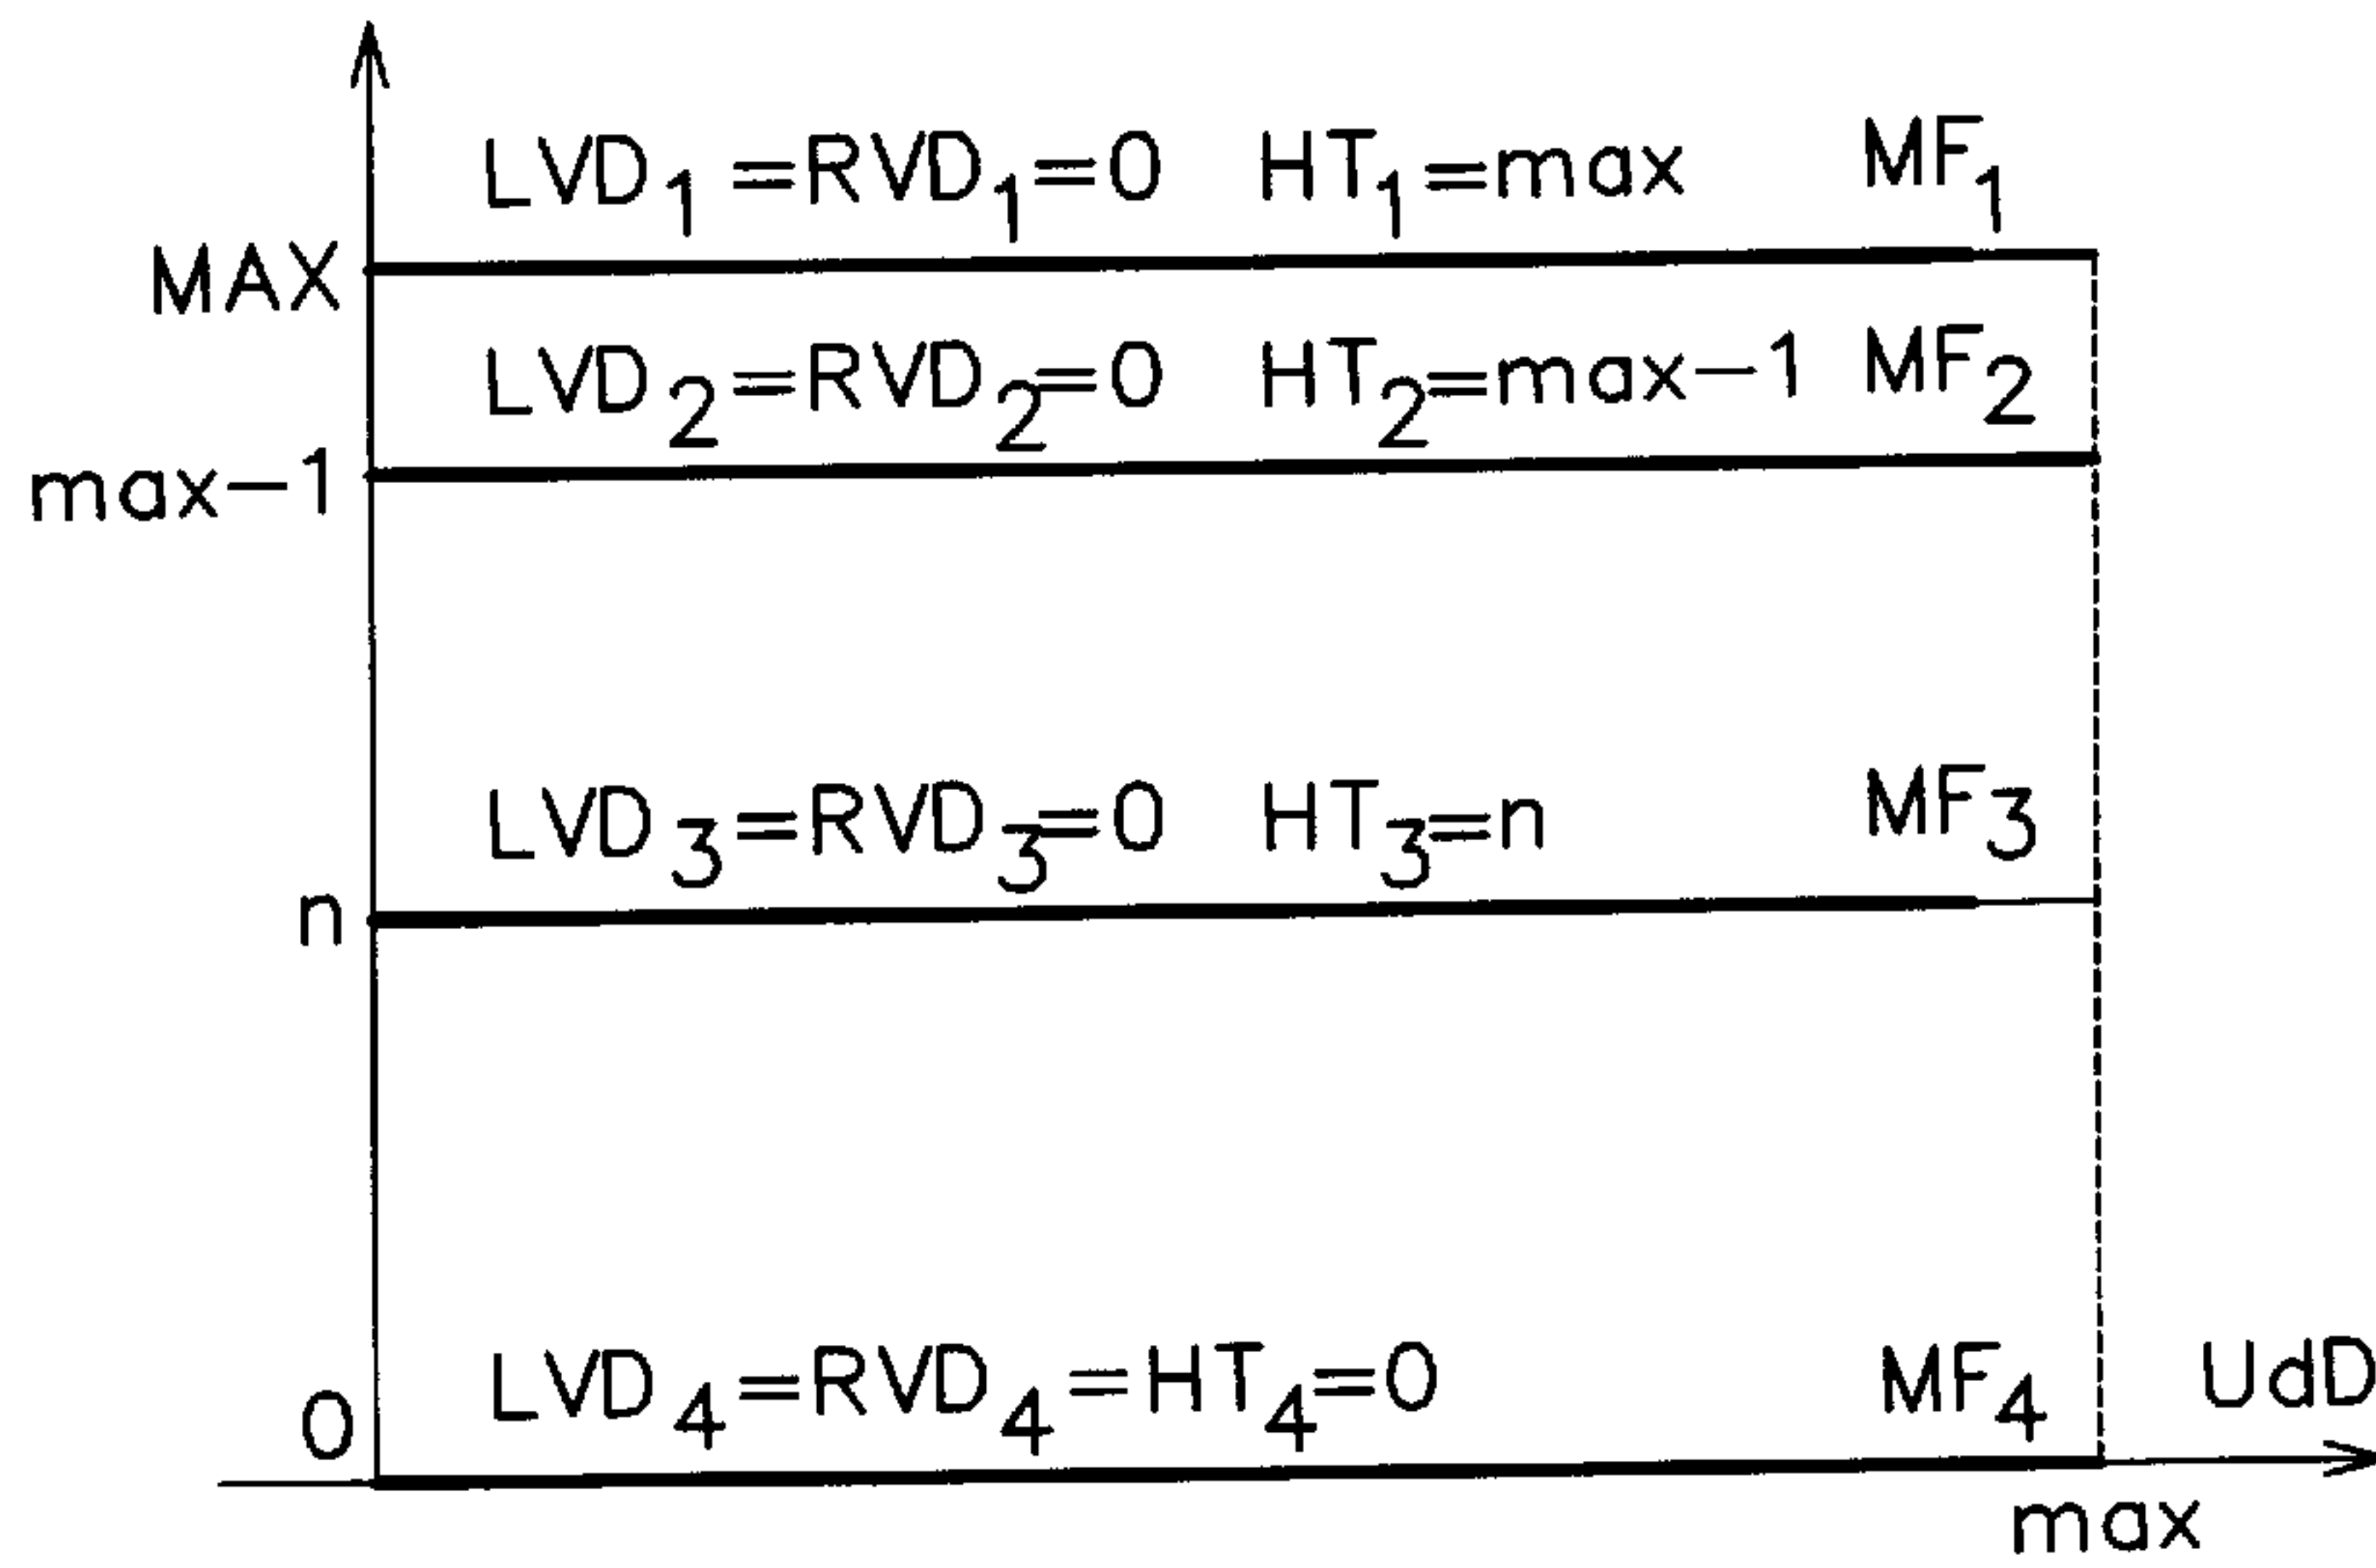 LVD₁=RVD₁=0 HT₁=max MF₁
MAX
LVD₂=RVD₂=0 HT₂=max-1 MF₂
max-1
LVD₃=RVD₃=0 HT₃=n MF₃
n
LVD₄=RVD₄=HT₄=0 MF₄ UdD
0
max